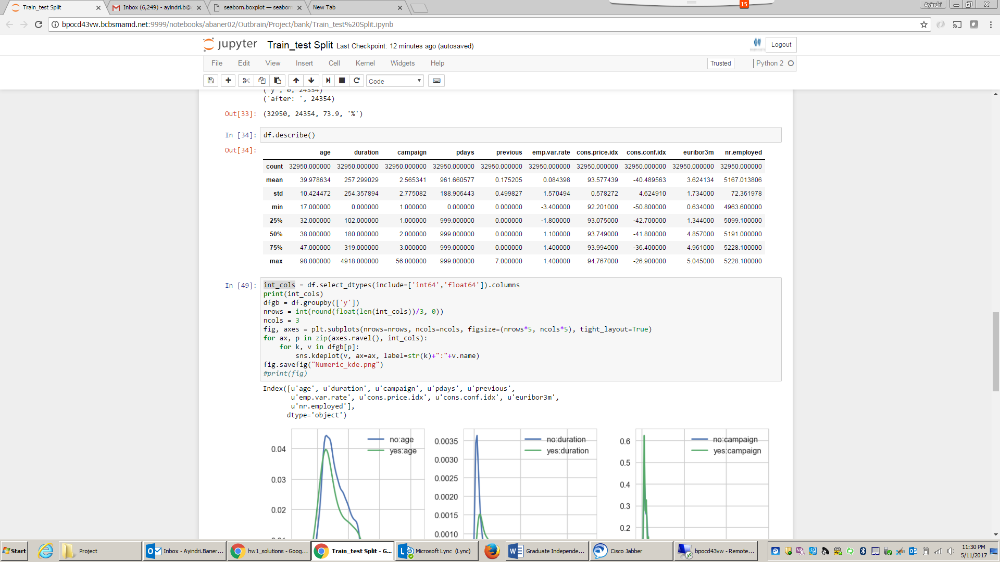 Train_test Split
Inbox (6,249) - ayindri.b@
seaborn.boxplot — seaborn
New Tab
15
Ayindri
bpocd43vw.bcbsmamd.net:9999/notebooks/abaner02/Outbrain/Project/bank/Train_test%20Split.ipynb
jupyter Train_test Split Last Checkpoint: 12 minutes ago (autosaved)
Logout
File Edit View Insert Cell Kernel Widgets Help
Trusted
Python 2
Code
('y', 0, 24354)
('after: ', 24354)
Out[33]: (32950, 24354, 73.9, '%')
In [34]: df.describe()
Out[34]:
age duration campaign pdays previous emp.var.rate cons.price.idx cons.conf.idx euribor3m nr.employed
count 32950.000000 32950.000000 32950.000000 32950.000000 32950.000000 32950.000000 32950.000000 32950.000000 32950.000000 32950.000000
mean 39.978634 257.299029 2.565341 961.660577 0.175205 0.084398 93.577439 -40.489563 3.624134 5167.013806
std 10.424472 254.357894 2.775082 188.906443 0.499827 1.570494 0.578272 4.624910 1.734000 72.361978
min 17.000000 0.000000 1.000000 0.000000 0.000000 -3.400000 92.201000 -50.800000 0.634000 4963.600000
25% 32.000000 102.000000 1.000000 999.000000 0.000000 -1.800000 93.075000 -42.700000 1.344000 5099.100000
50% 38.000000 180.000000 2.000000 999.000000 0.000000 1.100000 93.749000 -41.800000 4.857000 5191.000000
75% 47.000000 319.000000 3.000000 999.000000 0.000000 1.400000 93.994000 -36.400000 4.961000 5228.100000
max 98.000000 4918.000000 56.000000 999.000000 7.000000 1.400000 94.767000 -26.900000 5.045000 5228.100000
In [49]: int_cols = df.select_dtypes(include=['int64','float64']).columns
print(int_cols)
dfgb = df.groupby(['y'])
nrows = int(round(float(len(int_cols))/3, 0))
ncols = 3
fig, axes = plt.subplots(nrows=nrows, ncols=ncols, figsize=(nrows*5, ncols*5), tight_layout=True)
for ax, p in zip(axes.ravel(), int_cols):
    for k, v in dfgb[p]:
        sns.kdeplot(v, ax=ax, label=str(k)+":"+v.name)
fig.savefig("Numeric_kde.png")
#print(fig)
Index([u'age', u'duration', u'campaign', u'pdays', u'previous',
       u'emp.var.rate', u'cons.price.idx', u'cons.conf.idx', u'euribor3m',
       u'nr.employed'],
      dtype='object')
no:age
yes:age
0.04
0.03
0.02
no:duration
yes:duration
0.0035
0.0030
0.0025
0.0020
0.0015
0.0010
no:campaign
yes:campaign
0.6
0.5
0.4
0.3
0.2
Start
Project
Inbox - Ayindri.Baner...
hw1_solutions - Goog...
Train_test Split - G...
Microsoft Lync (Lync)
Graduate Independe...
Cisco Jabber
bpocd43vw - Remote...
11:30 PM
5/11/2017